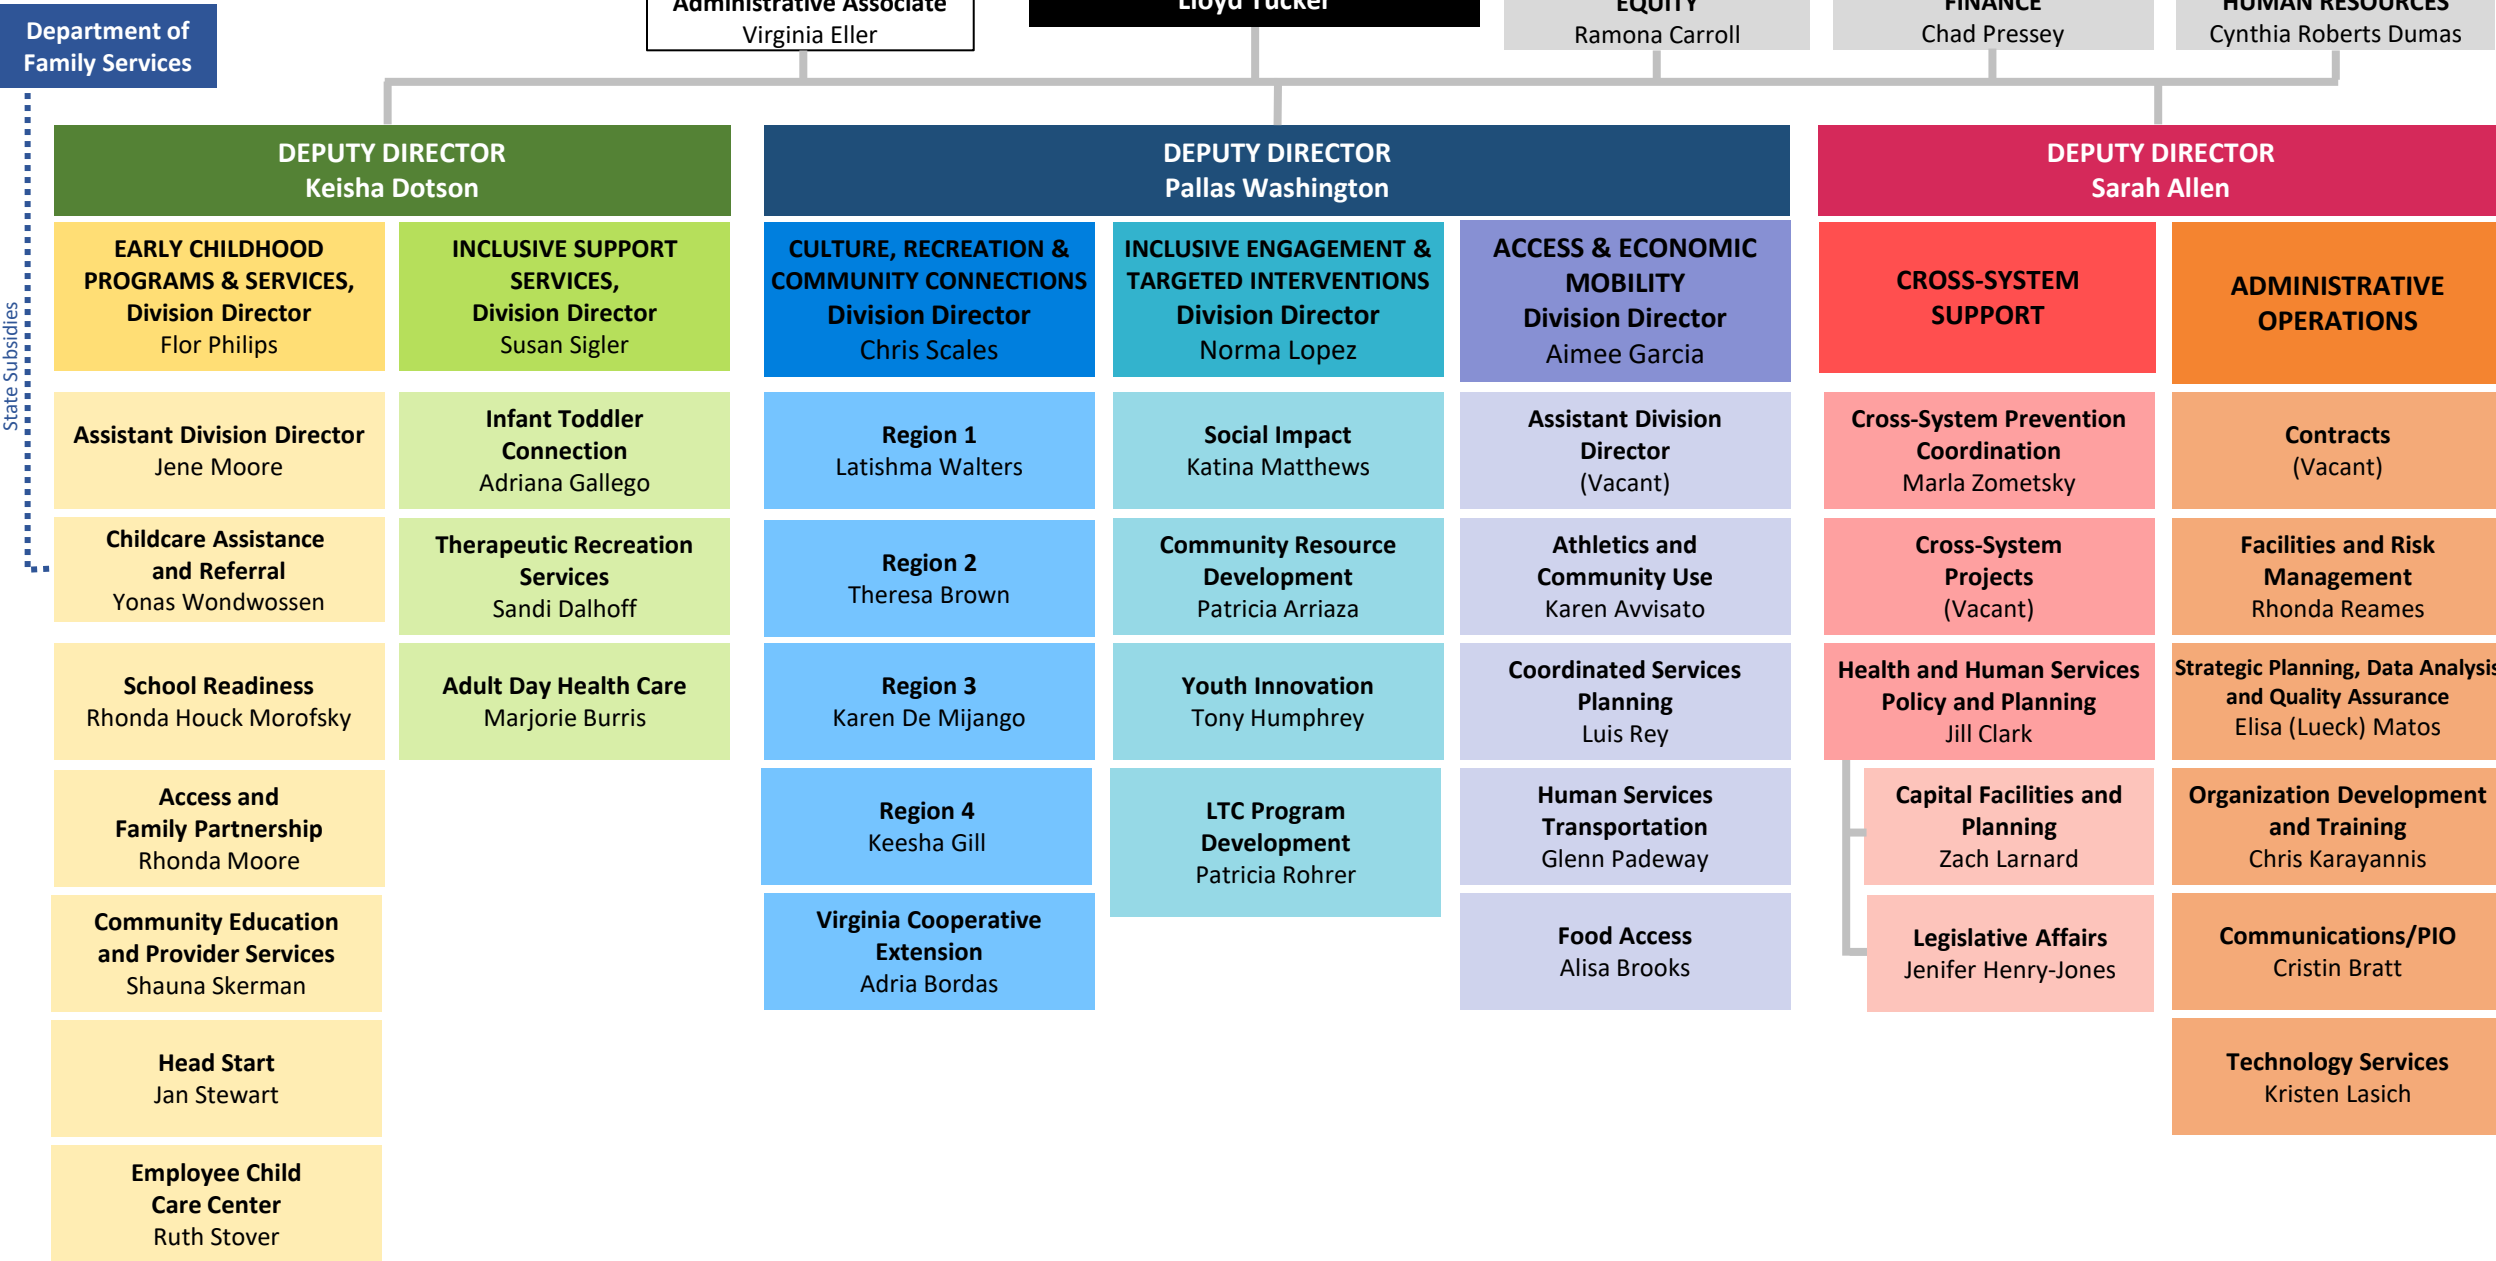 Administrative Associate
Virginia Eller
Lloyd Tucker
EQUITY
Ramona Carroll
FINANCE
Chad Pressey
HUMAN RESOURCES
Cynthia Roberts Dumas
Department of
Family Services
State Subsidies
DEPUTY DIRECTOR
Keisha Dotson
EARLY CHILDHOOD
PROGRAMS & SERVICES,
Division Director
Flor Philips
Assistant Division Director
Jene Moore
Childcare Assistance
and Referral
Yonas Wondwossen
School Readiness
Rhonda Houck Morofsky
Access and
Family Partnership
Rhonda Moore
Community Education
and Provider Services
Shauna Skerman
Head Start
Jan Stewart
Employee Child
Care Center
Ruth Stover
INCLUSIVE SUPPORT
SERVICES,
Division Director
Susan Sigler
Infant Toddler
Connection
Adriana Gallego
Therapeutic Recreation
Services
Sandi Dalhoff
Adult Day Health Care
Marjorie Burris
DEPUTY DIRECTOR
Pallas Washington
CULTURE, RECREATION &
COMMUNITY CONNECTIONS
Division Director
Chris Scales
Region 1
Latishma Walters
Region 2
Theresa Brown
Region 3
Karen De Mijango
Region 4
Keesha Gill
Virginia Cooperative
Extension
Adria Bordas
INCLUSIVE ENGAGEMENT &
TARGETED INTERVENTIONS
Division Director
Norma Lopez
Social Impact
Katina Matthews
Community Resource
Development
Patricia Arriaza
Youth Innovation
Tony Humphrey
LTC Program
Development
Patricia Rohrer
ACCESS & ECONOMIC
MOBILITY
Division Director
Aimee Garcia
Assistant Division
Director
(Vacant)
Athletics and
Community Use
Karen Avvisato
Coordinated Services
Planning
Luis Rey
Human Services
Transportation
Glenn Padeway
Food Access
Alisa Brooks
DEPUTY DIRECTOR
Sarah Allen
CROSS-SYSTEM
SUPPORT
Cross-System Prevention
Coordination
Marla Zometsky
Cross-System
Projects
(Vacant)
Health and Human Services
Policy and Planning
Jill Clark
Capital Facilities and
Planning
Zach Larnard
Legislative Affairs
Jenifer Henry-Jones
ADMINISTRATIVE
OPERATIONS
Contracts
(Vacant)
Facilities and Risk
Management
Rhonda Reames
Strategic Planning, Data Analysis
and Quality Assurance
Elisa (Lueck) Matos
Organization Development
and Training
Chris Karayannis
Communications/PIO
Cristin Bratt
Technology Services
Kristen Lasich